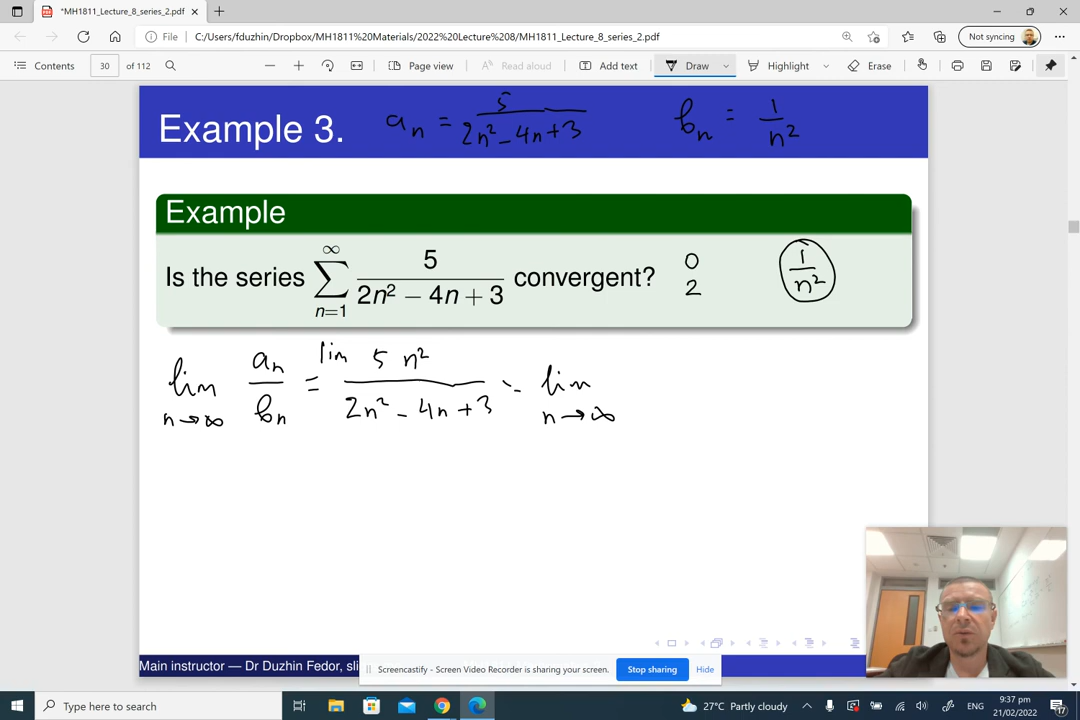 *MH1811_Lecture_8_series_2.pdf
File C:/Users/fduzhin/Dropbox/MH1811%20Materials/2022%20Lecture%208/MH1811_Lecture_8_series_2.pdf Not syncing
Contents 30 of 112 Page view Read aloud Add text Draw Highlight Erase
Example 3. aₙ = 5 / (2n² − 4n + 3) bₙ = 1 / n²
Example
Is the series ∑_{n=1}^{∞} 5 / (2n² − 4n + 3) convergent? 0 2 1 / n²
lim_{n→∞} aₙ / bₙ = lim 5 n² / (2n² − 4n + 3) = lim_{n→∞}
Main instructor — Dr Duzhin Fedor, sli
Screencastify - Screen Video Recorder is sharing your screen. Stop sharing Hide
Type here to search 27°C Partly cloudy ENG 9:37 pm
21/02/2022 17